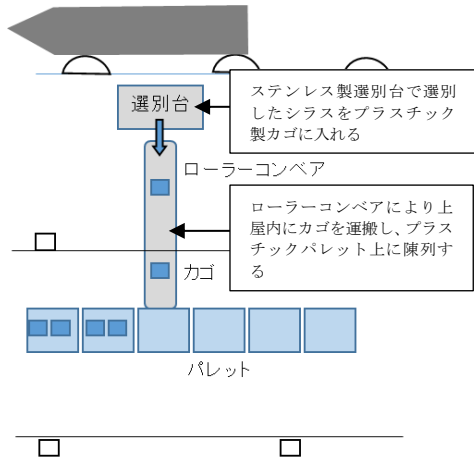 選別台
ステンレス製選別台で選別
したシラスをプラスチック
製カゴに入れる
ローラーコンベア
ローラーコンベアにより上
屋内にカゴを運搬し、プラス
チックパレット上に陳列す
る
カゴ
パレット